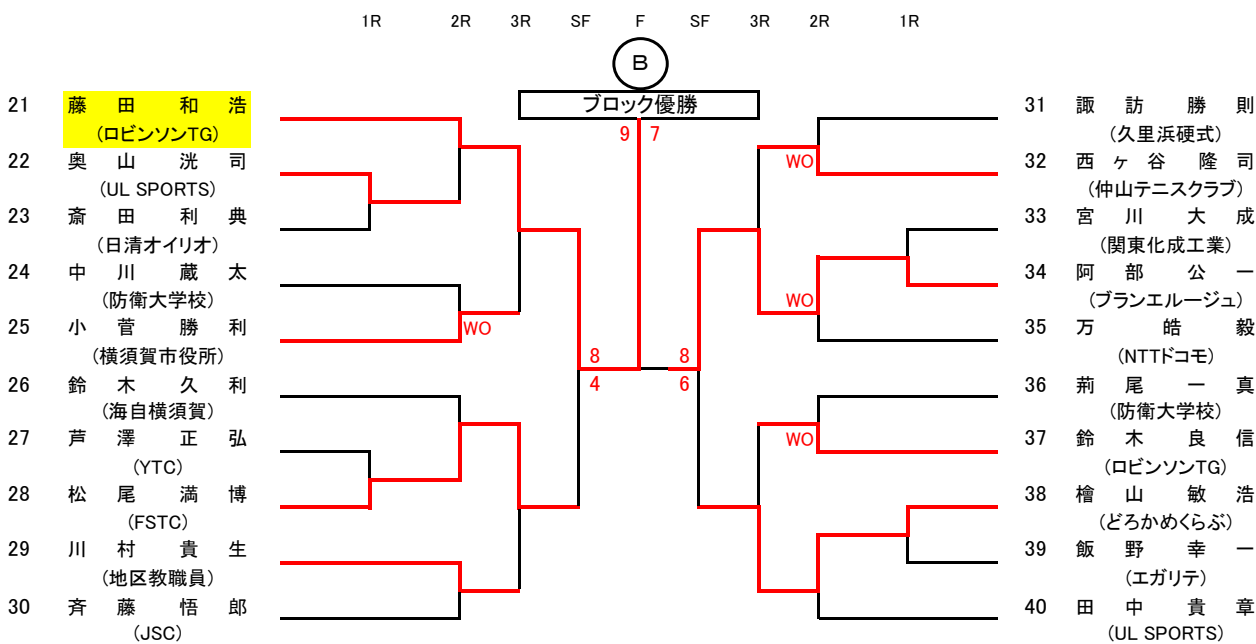 1R 2R 3R SF F SF 3R 2R 1R
B
ブロック優勝
21 藤田和浩
(ロビンソンTG)
22 奥山洸司
(UL SPORTS)
23 斎田利典
(日清オイリオ)
24 中川蔵太
(防衛大学校)
25 小菅勝利
(横須賀市役所)
26 鈴木久利
(海自横須賀)
27 芦澤正弘
(YTC)
28 松尾満博
(FSTC)
29 川村貴生
(地区教職員)
30 斉藤悟郎
(JSC)
WO
8
4
9 7
8
6
WO
WO
WO
31 諏訪勝則
(久里浜硬式)
32 西ヶ谷隆司
(仲山テニスクラブ)
33 宮川大成
(関東化成工業)
34 阿部公一
(ブランエルージュ)
35 万皓毅
(NTTドコモ)
36 荊尾一真
(防衛大学校)
37 鈴木良信
(ロビンソンTG)
38 檜山敏浩
(どろかめくらぶ)
39 飯野幸一
(エガリテ)
40 田中貴章
(UL SPORTS)